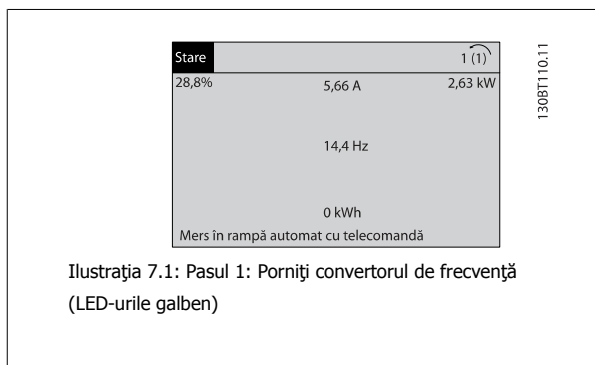 Stare 1 (1)
28,8% 5,66 A 2,63 kW
14,4 Hz
0 kWh
Mers în rampă automat cu telecomandă
130BT110.11
Ilustraţia 7.1: Pasul 1: Porniţi convertorul de frecvenţă
(LED-urile galben)